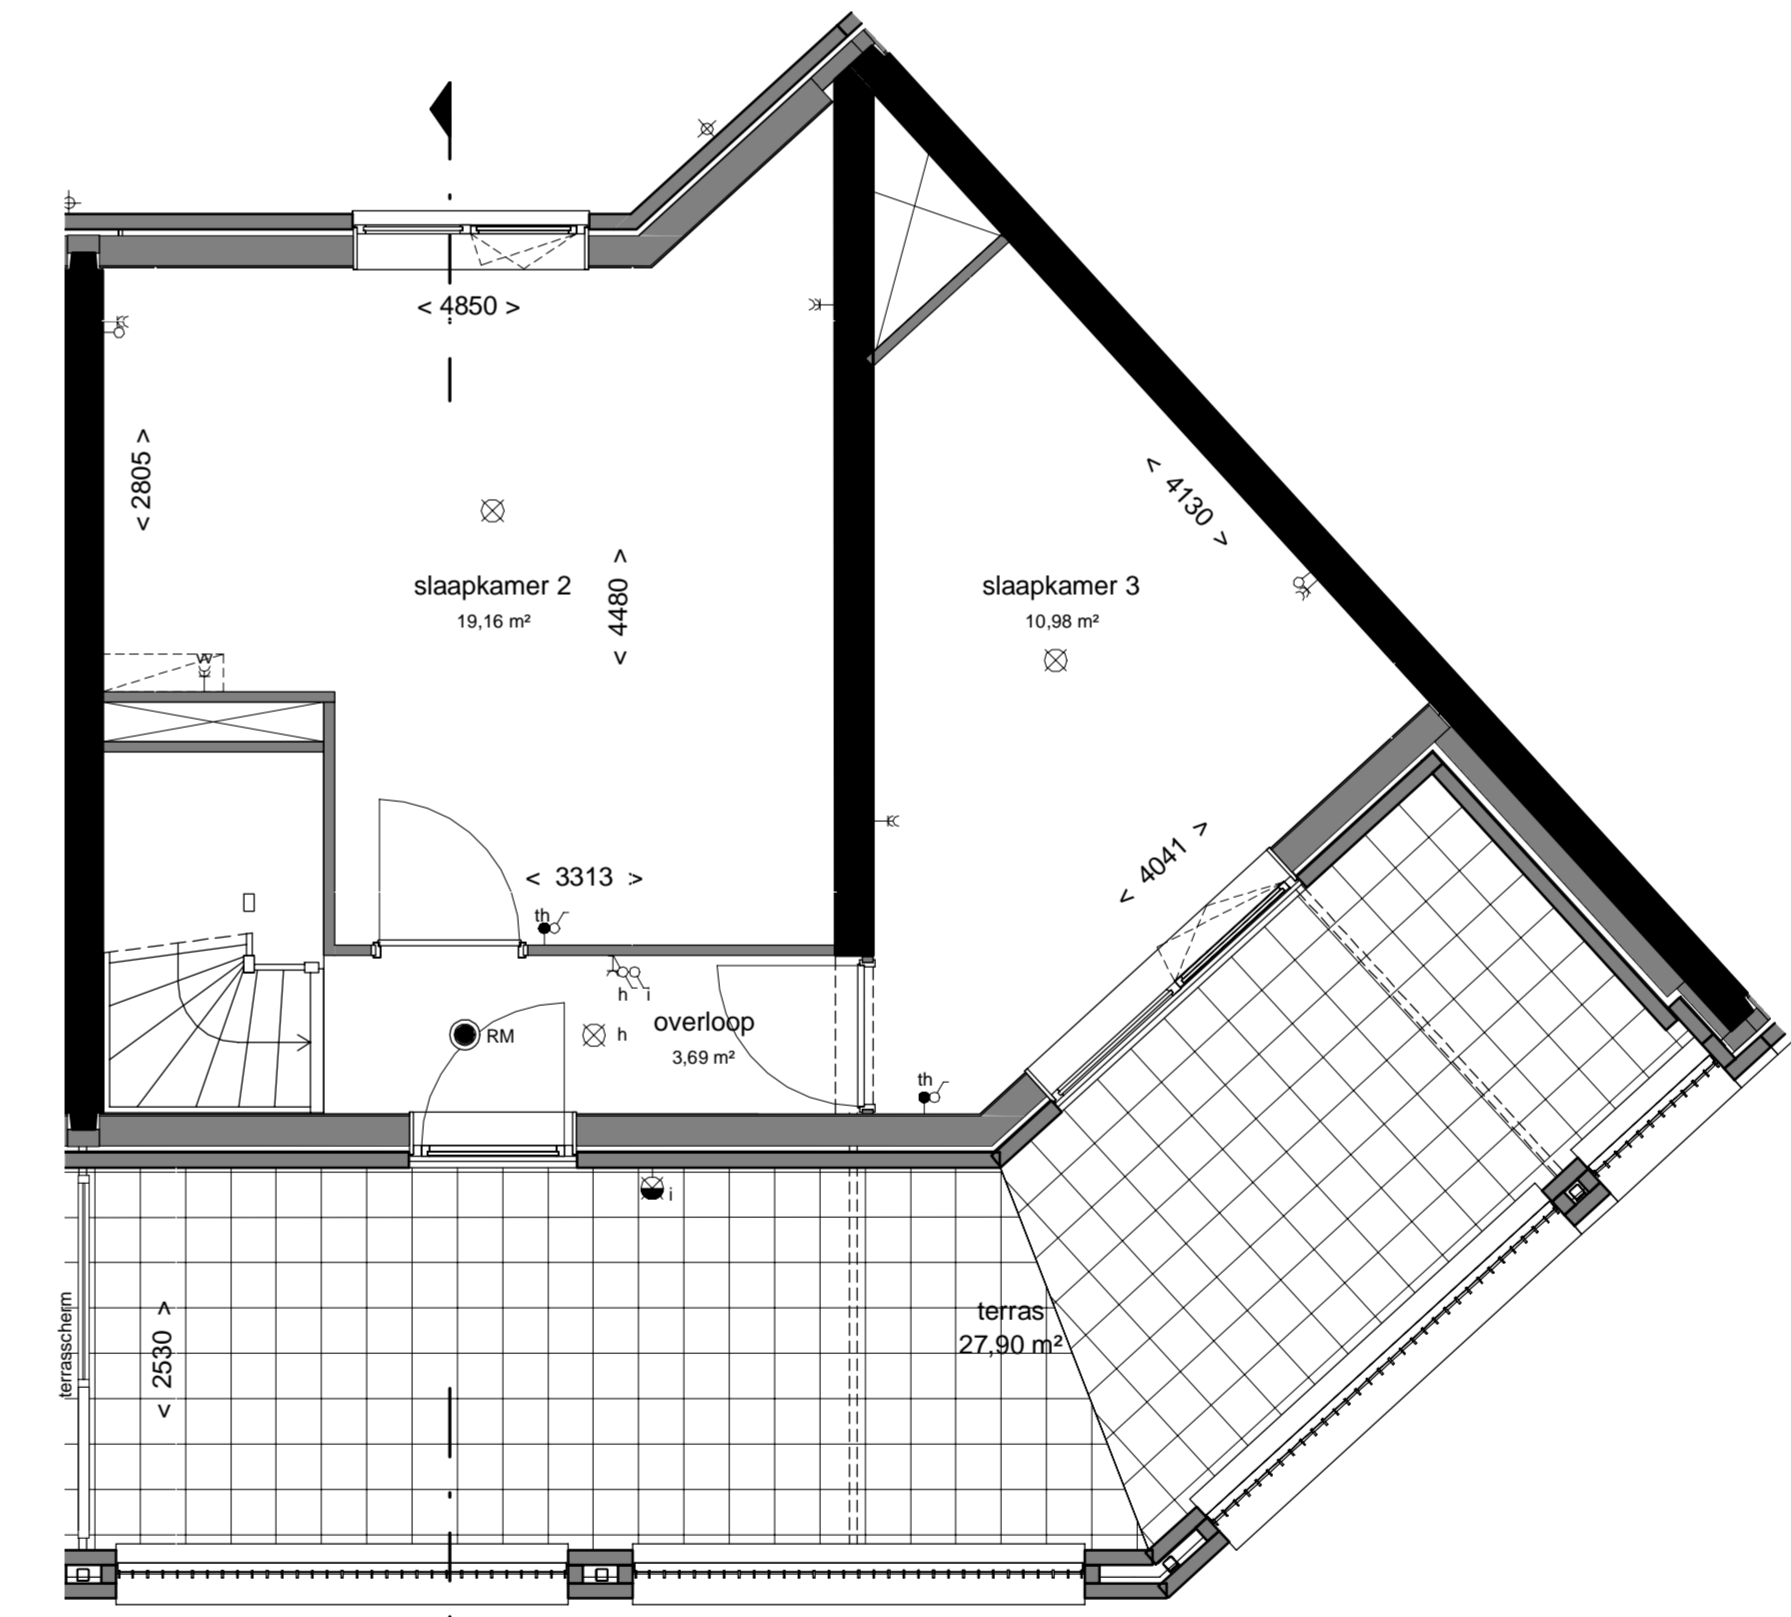 < 4850 >
< 2805 >
< 4130 >
slaapkamer 2
19,16 m²
< 4480 >
slaapkamer 3
10,98 m²
W
< 4041 >
< 3313 >
th
h i
RM
h
overloop
3,69 m²
th
i
terrasscherm
< 2530 >
terras
27,90 m²